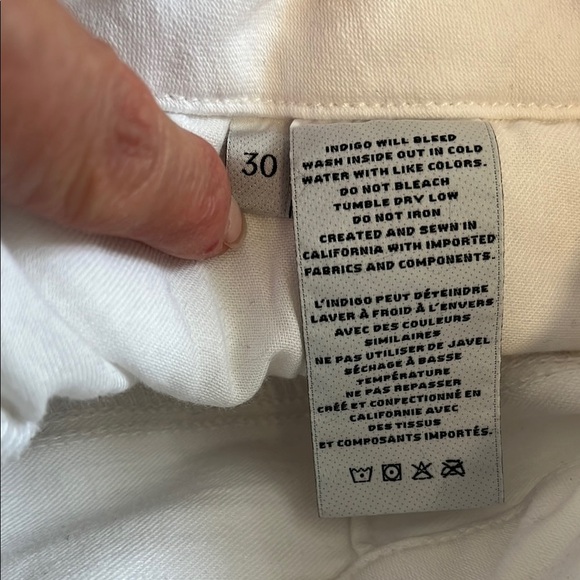 30
INDIGO WILL BLEED
WASH INSIDE OUT IN COLD
WATER WITH LIKE COLORS.
DO NOT BLEACH
TUMBLE DRY LOW
DO NOT IRON
CREATED AND SEWN IN
CALIFORNIA WITH IMPORTED
FABRICS AND COMPONENTS.
L'INDIGO PEUT DÉTEINDRE
LAVER À FROID À L'ENVERS
AVEC DES COULEURS
SIMILAIRES
NE PAS UTILISER DE JAVEL
SÉCHAGE À BASSE
TEMPÉRATURE
NE PAS REPASSER
CRÉÉ ET CONFECTIONNÉ EN
CALIFORNIE AVEC
DES TISSUS
ET COMPOSANTS IMPORTÉS.